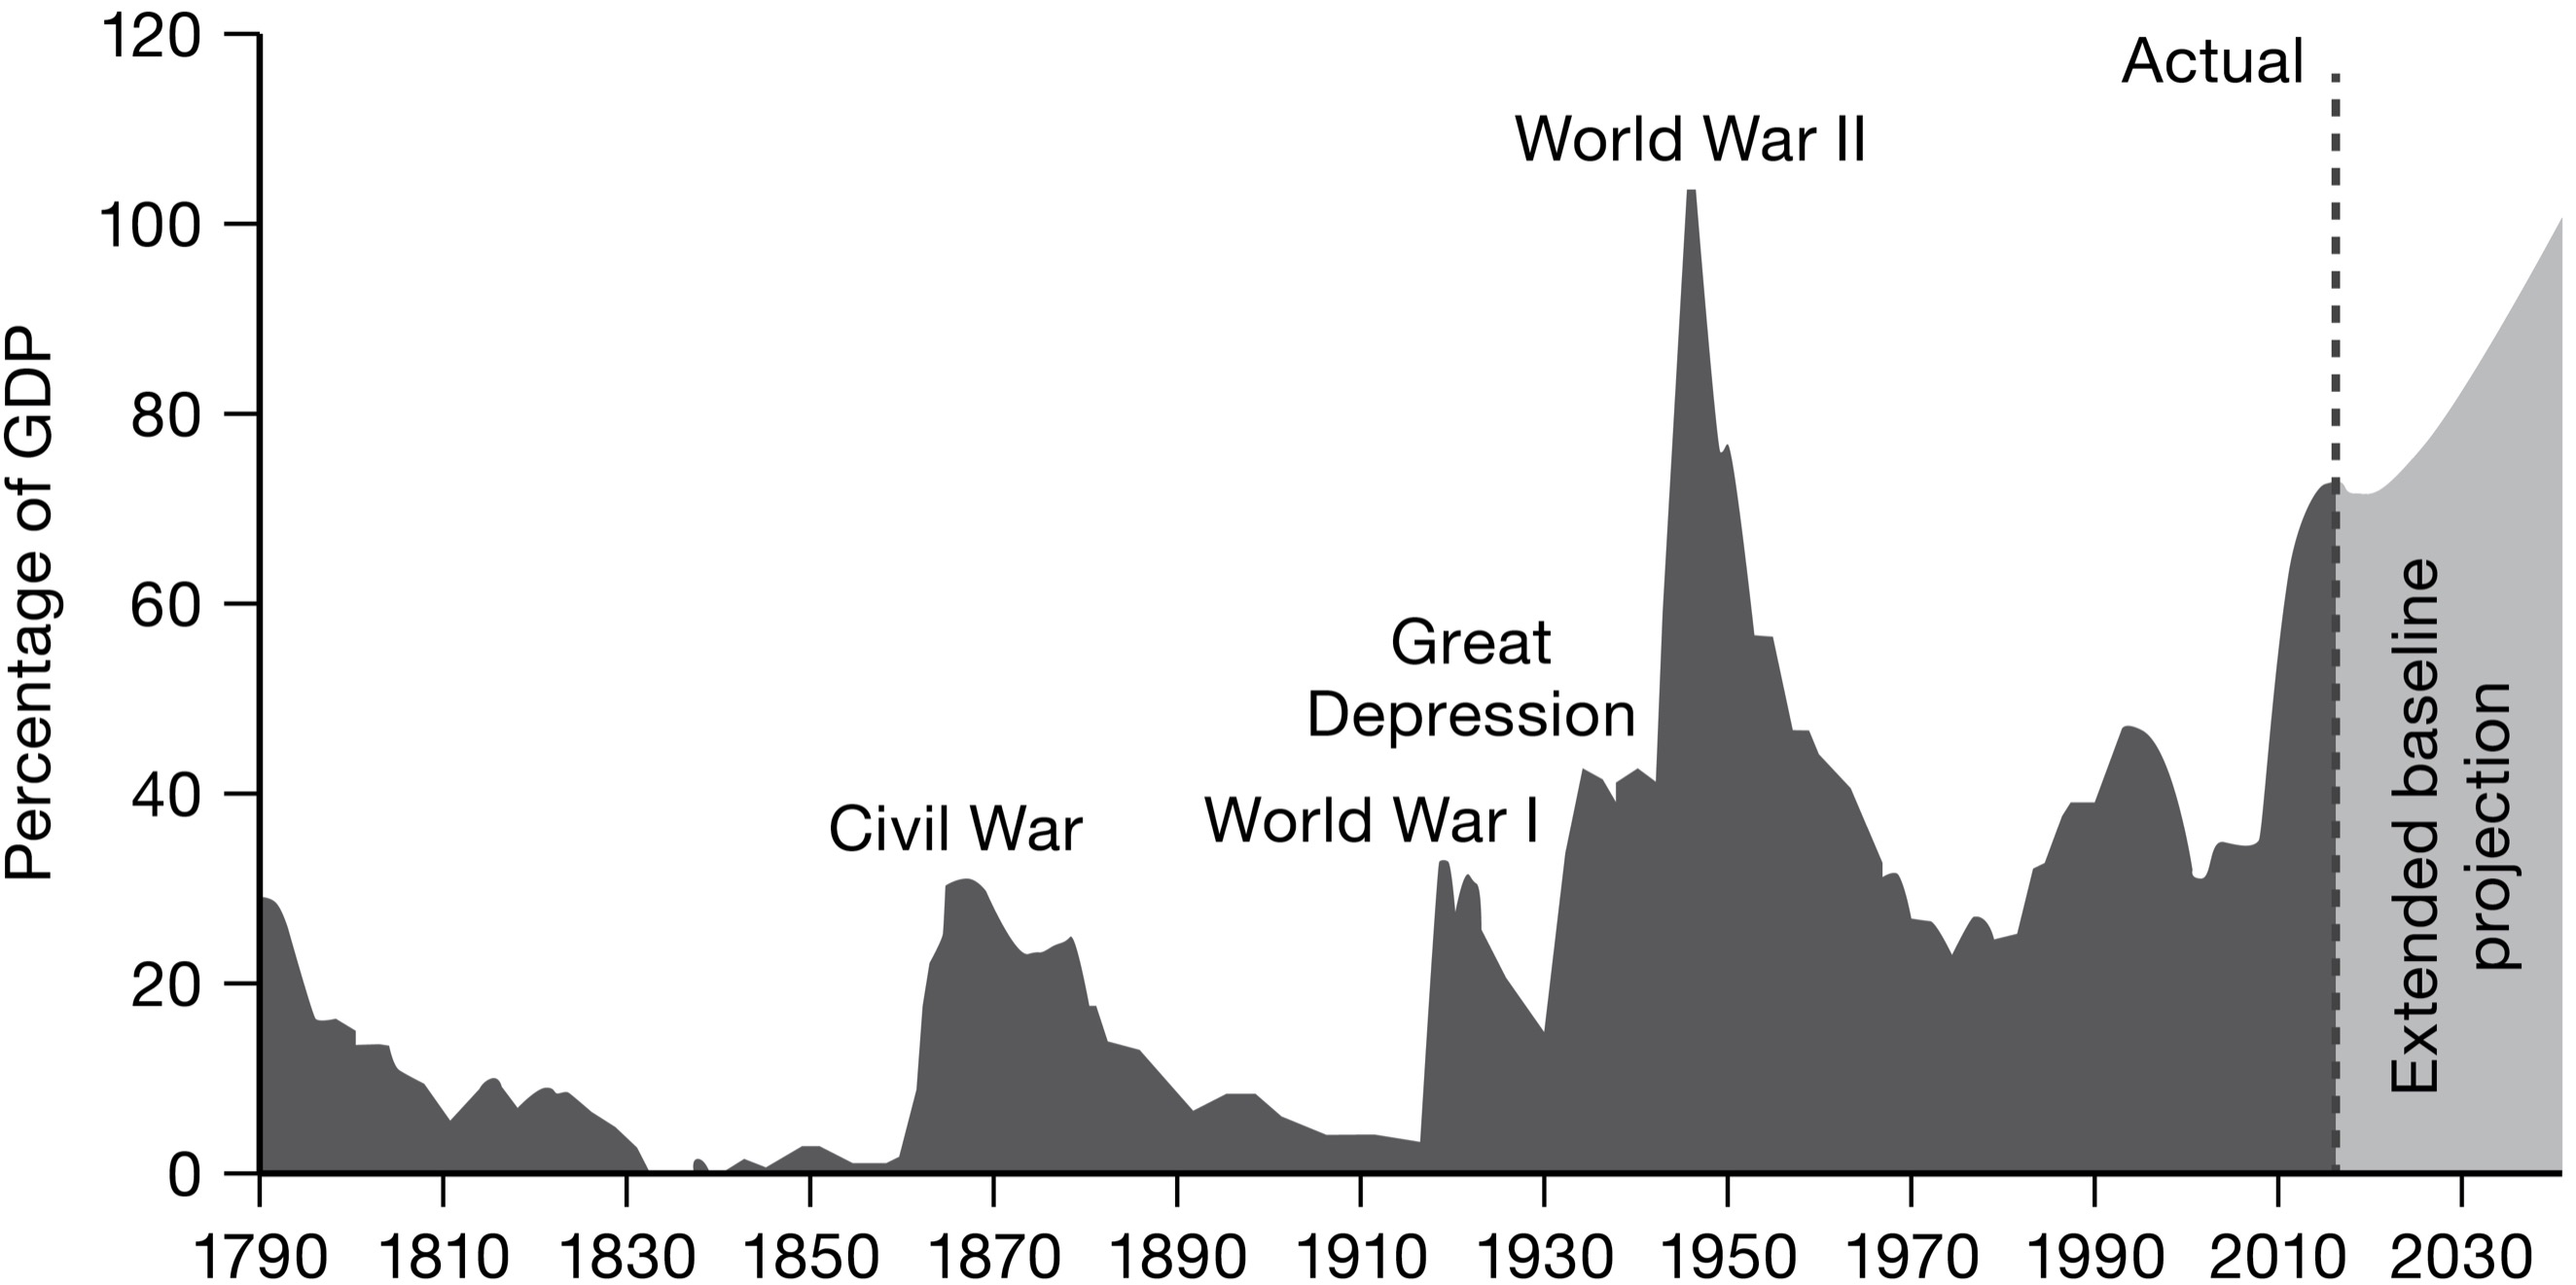 Percentage of GDP
120
100
80
60
40
20
0
Actual
World War II
Great
Depression
Civil War
World War I
Extended baseline
projection
1790 1810 1830 1850 1870 1890 1910 1930 1950 1970 1990 2010 2030